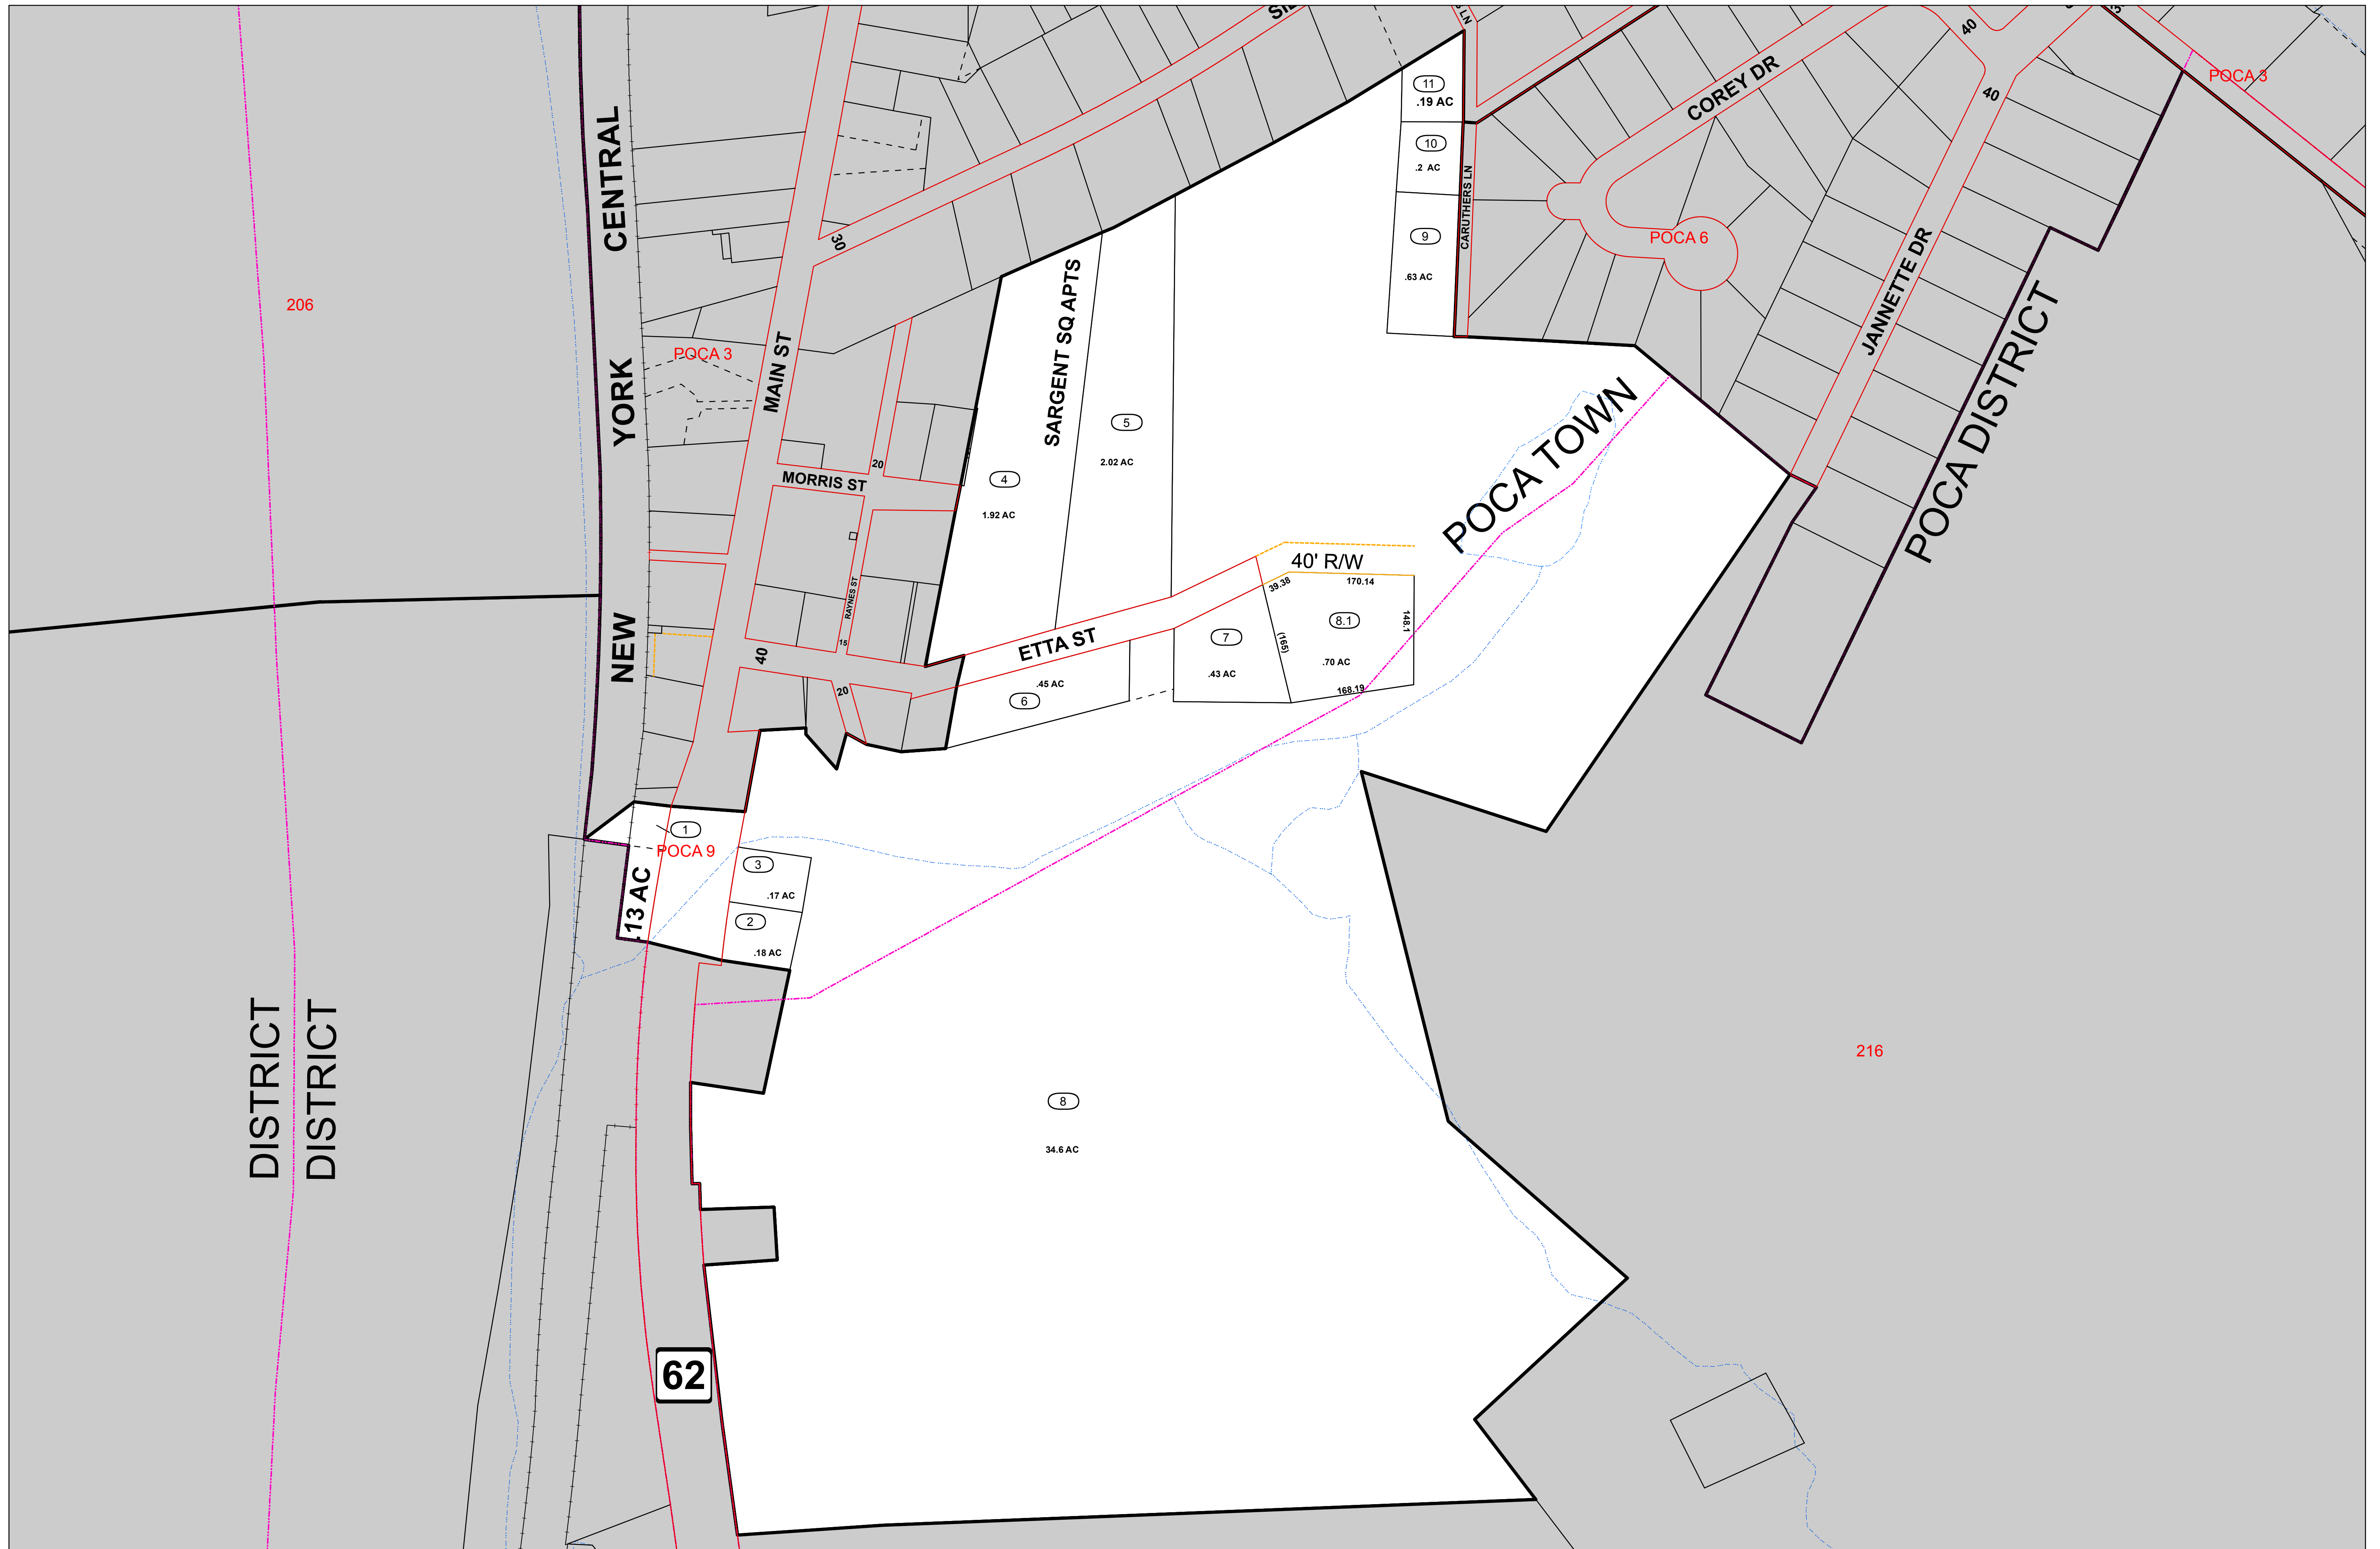 40
30
POCA 3
11
.19 AC
COREY DR
40
10
.2 AC
CARUTHERS LN
9
.63 AC
POCA 6
JANNETTE DR
POCA DISTRICT
CENTRAL
YORK
NEW
206
POCA 3
MAIN ST
SARGENT SQ APTS
5
2.02 AC
4
1.92 AC
20
MORRIS ST
RAYNES ST
15
40
20
POCA TOWN
40' R/W
39.38
170.14
148.1
(165)
8.1
.70 AC
168.19
7
.43 AC
ETTA ST
.45 AC
6
1
POCA 9
.13 AC
3
.17 AC
2
.18 AC
DISTRICT
DISTRICT
216
8
34.6 AC
62